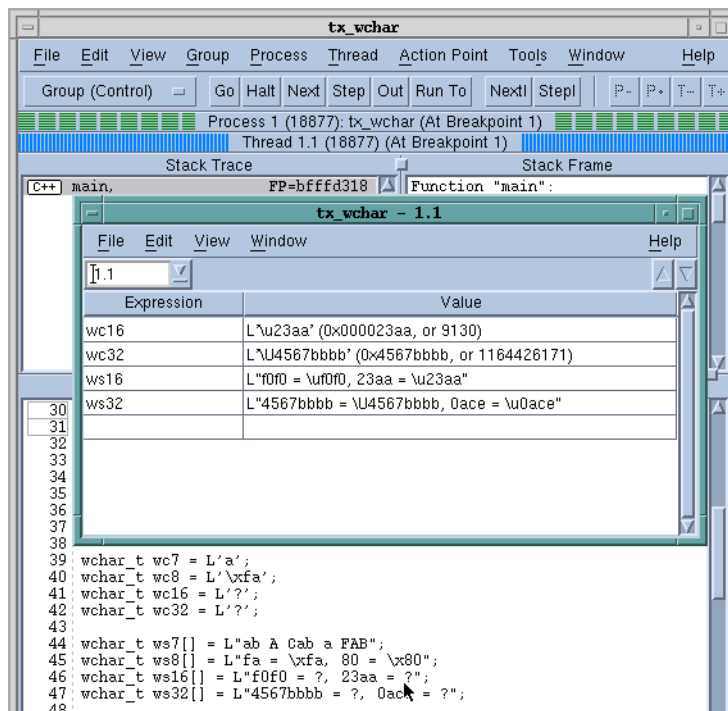 tx_wchar
File Edit View Group Process Thread Action Point Tools Window Help
Group (Control) Go Halt Next Step Out Run To NextI StepI P- P+ T- T+
Process 1 (18877): tx_wchar (At Breakpoint 1)
Thread 1.1 (18877) (At Breakpoint 1)
Stack Trace Stack Frame
C++ main, FP=bfffd318 Function "main":
tx_wchar - 1.1
File Edit View Window Help
1.1
Expression Value
wc16 L'\u23aa' (0x000023aa, or 9130)
wc32 L'\U4567bbbb' (0x4567bbbb, or 1164426171)
ws16 L"f0f0 = \uf0f0, 23aa = \u23aa"
ws32 L"4567bbbb = \U4567bbbb, 0ace = \u0ace"
30
31
32
33
34
35
36
37
38
39 wchar_t wc7 = L'a';
40 wchar_t wc8 = L'\xfa';
41 wchar_t wc16 = L'?';
42 wchar_t wc32 = L'?';
43
44 wchar_t ws7[] = L"ab A Cab a FAB";
45 wchar_t ws8[] = L"fa = \xfa, 80 = \x80";
46 wchar_t ws16[] = L"f0f0 = ?, 23aa = ?";
47 wchar_t ws32[] = L"4567bbbb = ?, 0ace = ?";
48